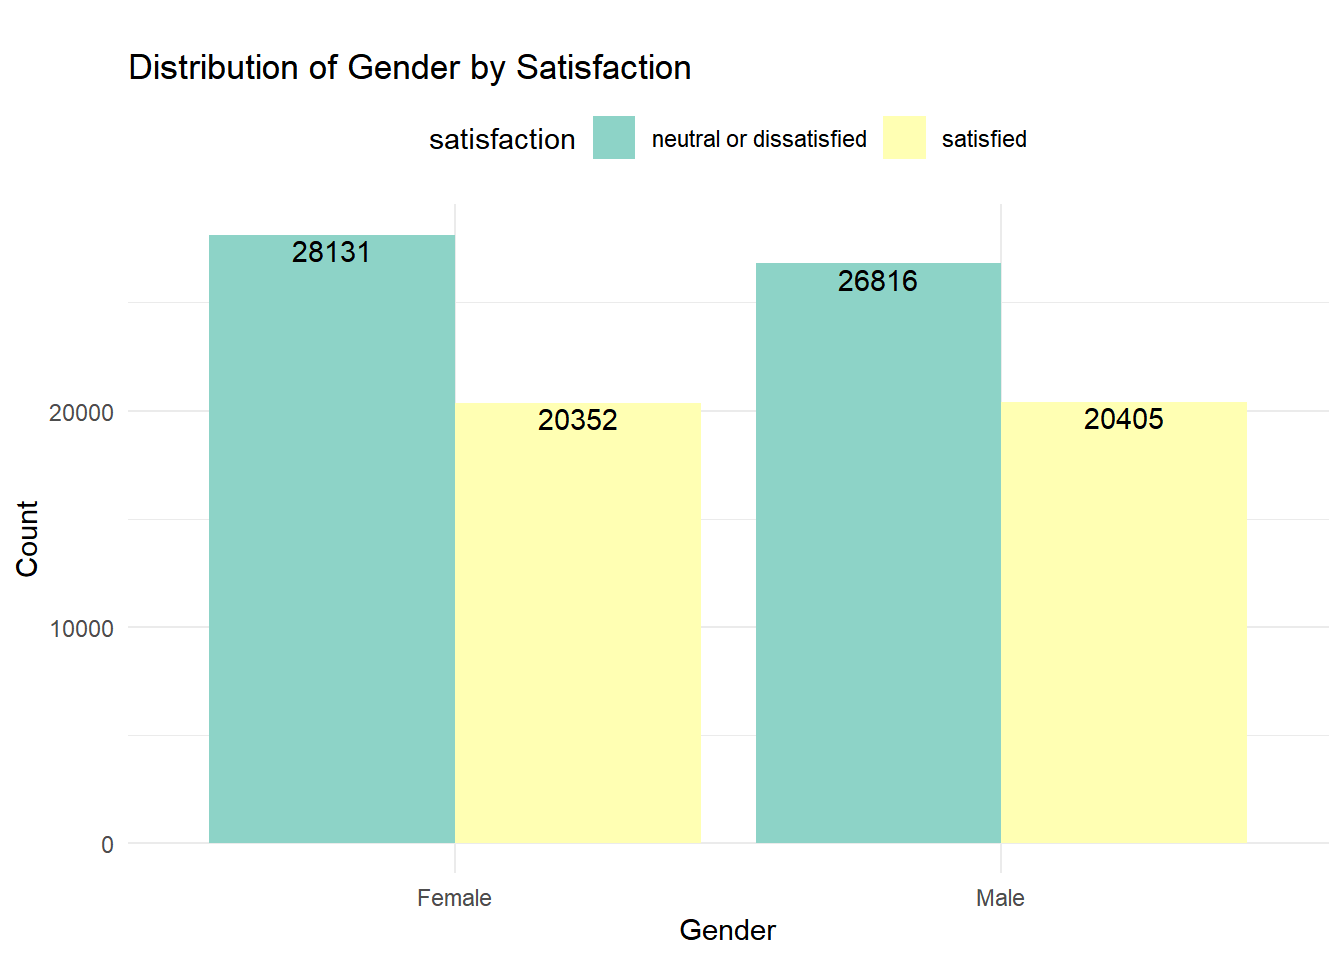 Distribution of Gender by Satisfaction
satisfaction neutral or dissatisfied satisfied
28131
26816
20352
20405
20000
10000
0
Count
Female Male
Gender